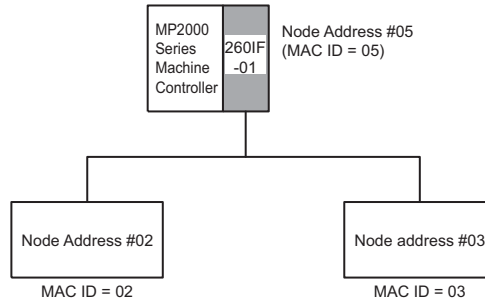 MP2000
Series
Machine
Controller
260IF
-01
Node Address #05
(MAC ID = 05)
Node Address #02
Node address #03
MAC ID = 02
MAC ID = 03